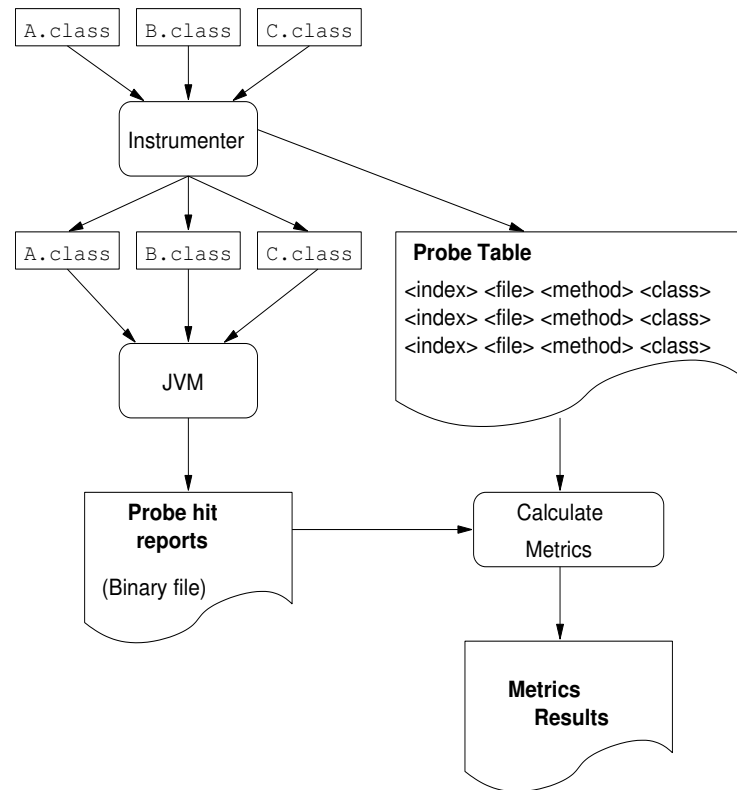 A.class B.class C.class
Instrumenter
A.class B.class C.class
Probe Table
<index> <file> <method> <class>
<index> <file> <method> <class>
<index> <file> <method> <class>
JVM
Probe hit
reports
(Binary file)
Calculate
Metrics
Metrics
Results